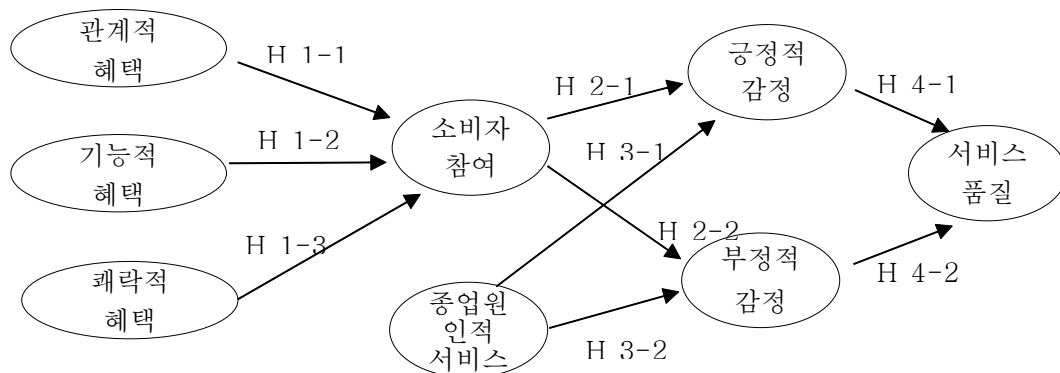 관계적
혜택
H 1-1
기능적
혜택
H 1-2
쾌락적
혜택
H 1-3
소비자
참여
H 2-1
H 2-2
종업원
인적
서비스
H 3-1
H 3-2
긍정적
감정
부정적
감정
H 4-1
H 4-2
서비스
품질